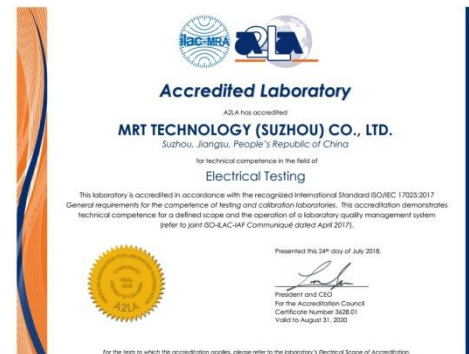 ilac-MRA
A2LA
Accredited Laboratory
A2LA has accredited
MRT TECHNOLOGY (SUZHOU) CO., LTD.
Suzhou, Jiangsu, People's Republic of China
for technical competence in the field of
Electrical Testing
This laboratory is accredited in accordance with the recognized International Standard ISO/IEC 17025:2017
General requirements for the competence of testing and calibration laboratories. This accreditation demonstrates
technical competence for a defined scope and the operation of a laboratory quality management system
(refer to joint ISO-ILAC-IAF Communiqué dated April 2017).
Presented this 24th day of July 2018.
President and CEO
For the Accreditation Council
Certificate Number 3628.01
Valid to August 31, 2020
SEAL
1978
A2LA
For the tests to which this accreditation applies, please refer to the laboratory's Electrical Scope of Accreditation.